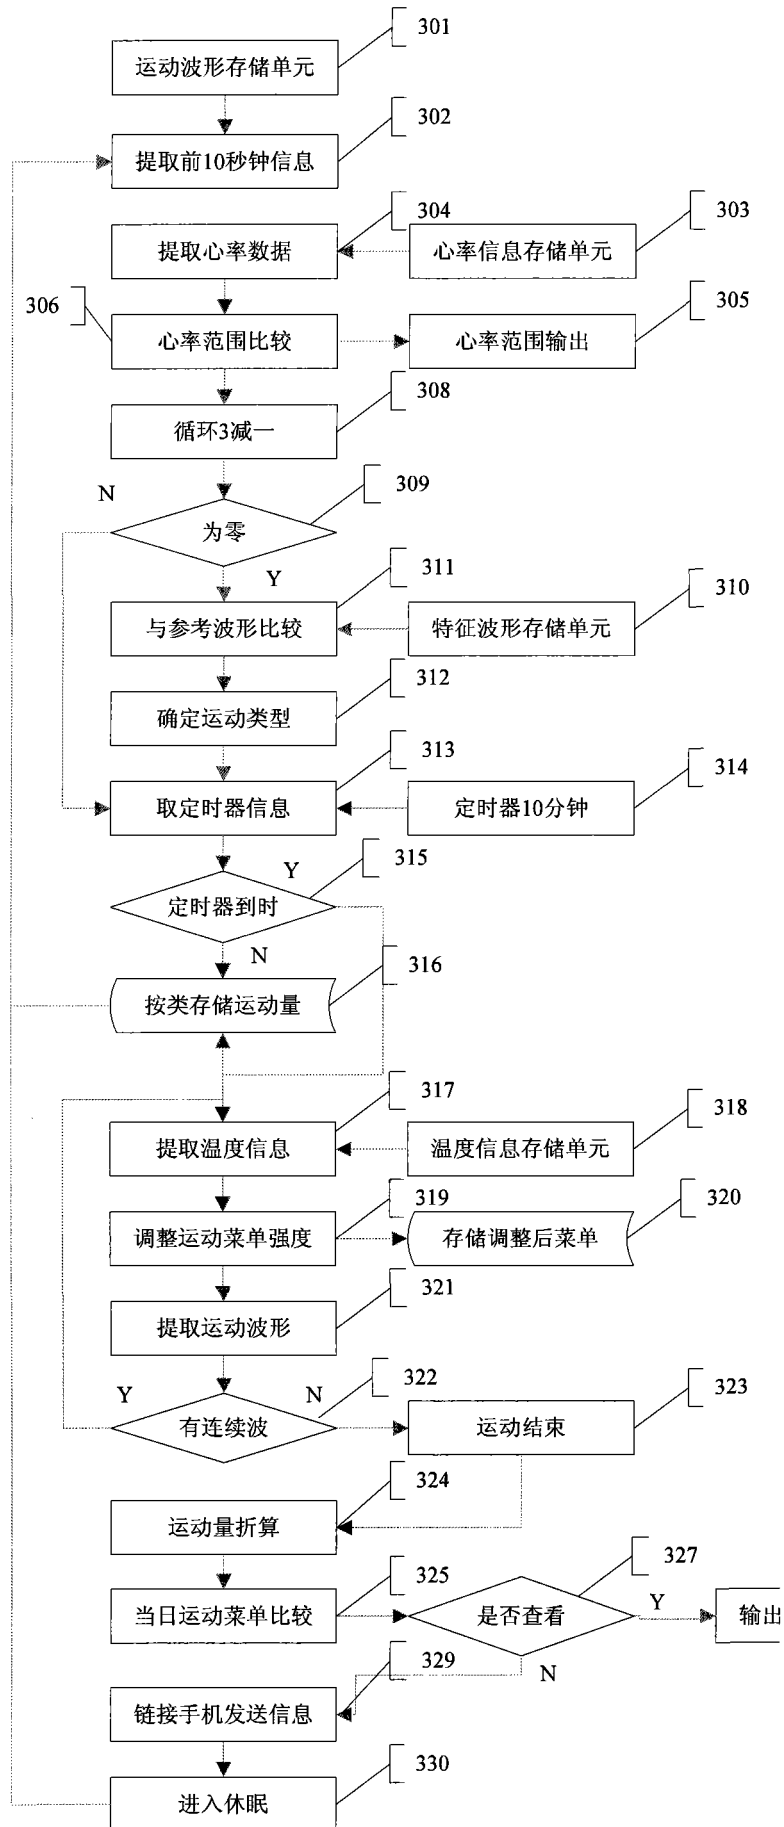 301
运动波形存储单元
302
提取前10秒钟信息
304
303
提取心率数据
心率信息存储单元
306
305
心率范围比较
心率范围输出
308
循环3减一
N
309
为零
Y
311
310
与参考波形比较
特征波形存储单元
312
确定运动类型
313
314
取定时器信息
定时器10分钟
Y
315
定时器到时
N
316
按类存储运动量
317
318
提取温度信息
温度信息存储单元
319
320
调整运动菜单强度
存储调整后菜单
321
提取运动波形
Y
N
322
323
有连续波
运动结束
324
运动量折算
325
327
当日运动菜单比较
是否查看
Y
输出
329
N
链接手机发送信息
330
进入休眠